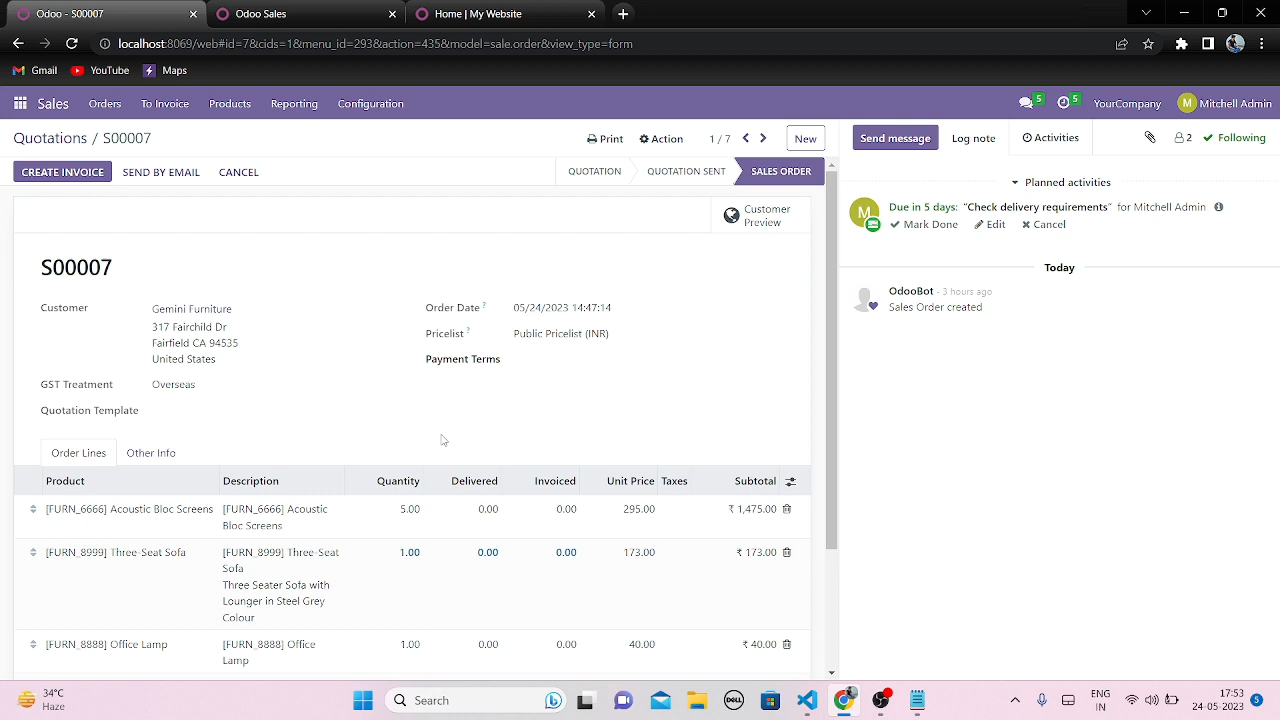 Odoo - S00007
Odoo Sales
Home | My Website
localhost:8069/web#id=7&cids=1&menu_id=293&action=435&model=sale.order&view_type=form
Gmail
YouTube
Maps
Sales
Orders
To Invoice
Products
Reporting
Configuration
5
5
YourCompany
M
Mitchell Admin
Quotations / S00007
Print
Action
1 / 7
New
Send message
Log note
Activities
2
Following
CREATE INVOICE
SEND BY EMAIL
CANCEL
QUOTATION
QUOTATION SENT
SALES ORDER
Planned activities
M
Due in 5 days: “Check delivery requirements” for Mitchell Admin
Mark Done
Edit
Cancel
Today
OdooBot - 3 hours ago
Sales Order created
Customer
Preview
S00007
Customer
Gemini Furniture
317 Fairchild Dr
Fairfield CA 94535
United States
GST Treatment
Overseas
Quotation Template
Order Date ?
05/24/2023 14:47:14
Pricelist ?
Public Pricelist (INR)
Payment Terms
Order Lines
Other Info
Product Description Quantity Delivered Invoiced Unit Price Taxes Subtotal
[FURN_6666] Acoustic Bloc Screens [FURN_6666] Acoustic 5.00 0.00 0.00 295.00 ₹ 1,475.00
Bloc Screens
[FURN_8999] Three-Seat Sofa [FURN_8999] Three-Seat 1.00 0.00 0.00 173.00 ₹ 173.00
Sofa
Three Seater Sofa with
Lounger in Steel Grey
Colour
[FURN_8888] Office Lamp [FURN_8888] Office 1.00 0.00 0.00 40.00 ₹ 40.00
Lamp
34°C
Haze
Search
DELL
ENG
IN
17:53
24-05-2023
5